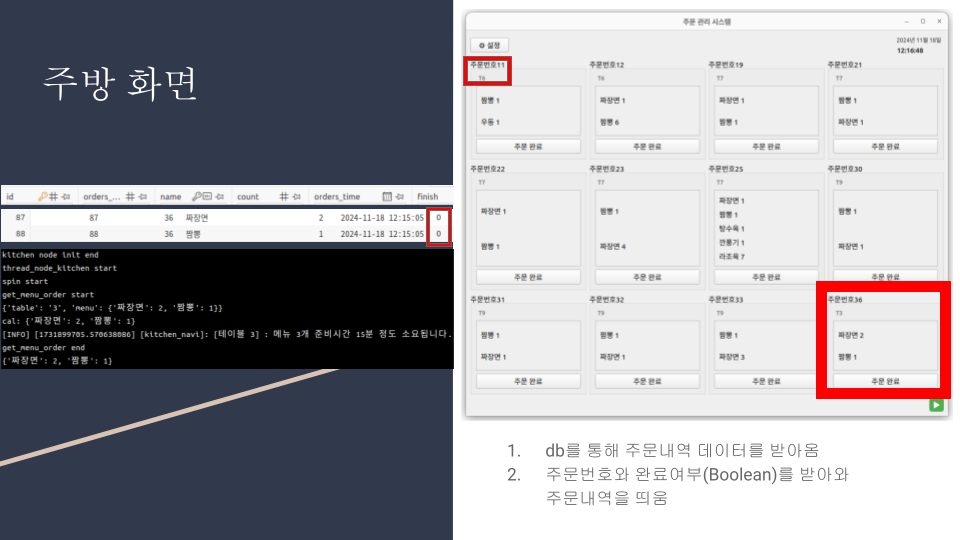 주방 화면
id orders_... name count orders_time finish
87 87 36 짜장면 2 2024-11-18 12:15:05 0
88 88 36 짬뽕 1 2024-11-18 12:15:05 0
kitchen node init end
thread_node_kitchen start
spin start
get_menu_order start
{'table': '3', 'menu': {'짜장면': 2, '짬뽕': 1}}
cal: {'짜장면': 2, '짬뽕': 1}
[INFO] [1731899705.570638086] [kitchen_navi]: [테이블 3] : 메뉴 3개 준비시간 15분 정도 소요됩니다.
get_menu_order end
{'짜장면': 2, '짬뽕': 1}
주문 관리 시스템
설정
2024년 11월 18일
12:16:48
주문번호11 주문번호12 주문번호19 주문번호21
T6 T6 T7 T7
짬뽕 1 짜장면 1 짜장면 1 짬뽕 1
우동 1 짬뽕 6 짬뽕 1 짜장면 1
주문 완료 주문 완료 주문 완료 주문 완료
주문번호22 주문번호23 주문번호25 주문번호30
T7 T7 T7 T9
짜장면 1
짜장면 1 짬뽕 1 짬뽕 1 짬뽕 1
탕수육 1
짬뽕 1 짜장면 4 깐풍기 1 짜장면 1
라조육 7
주문 완료 주문 완료 주문 완료 주문 완료
주문번호31 주문번호32 주문번호33 주문번호36
T9 T9 T9 T3
짬뽕 1 짬뽕 1 짬뽕 1 짜장면 2
짜장면 1 짜장면 1 짜장면 3 짬뽕 1
주문 완료 주문 완료 주문 완료 주문 완료
1. db를 통해 주문내역 데이터를 받아옴
2. 주문번호와 완료여부(Boolean)를 받아와
주문내역을 띄움